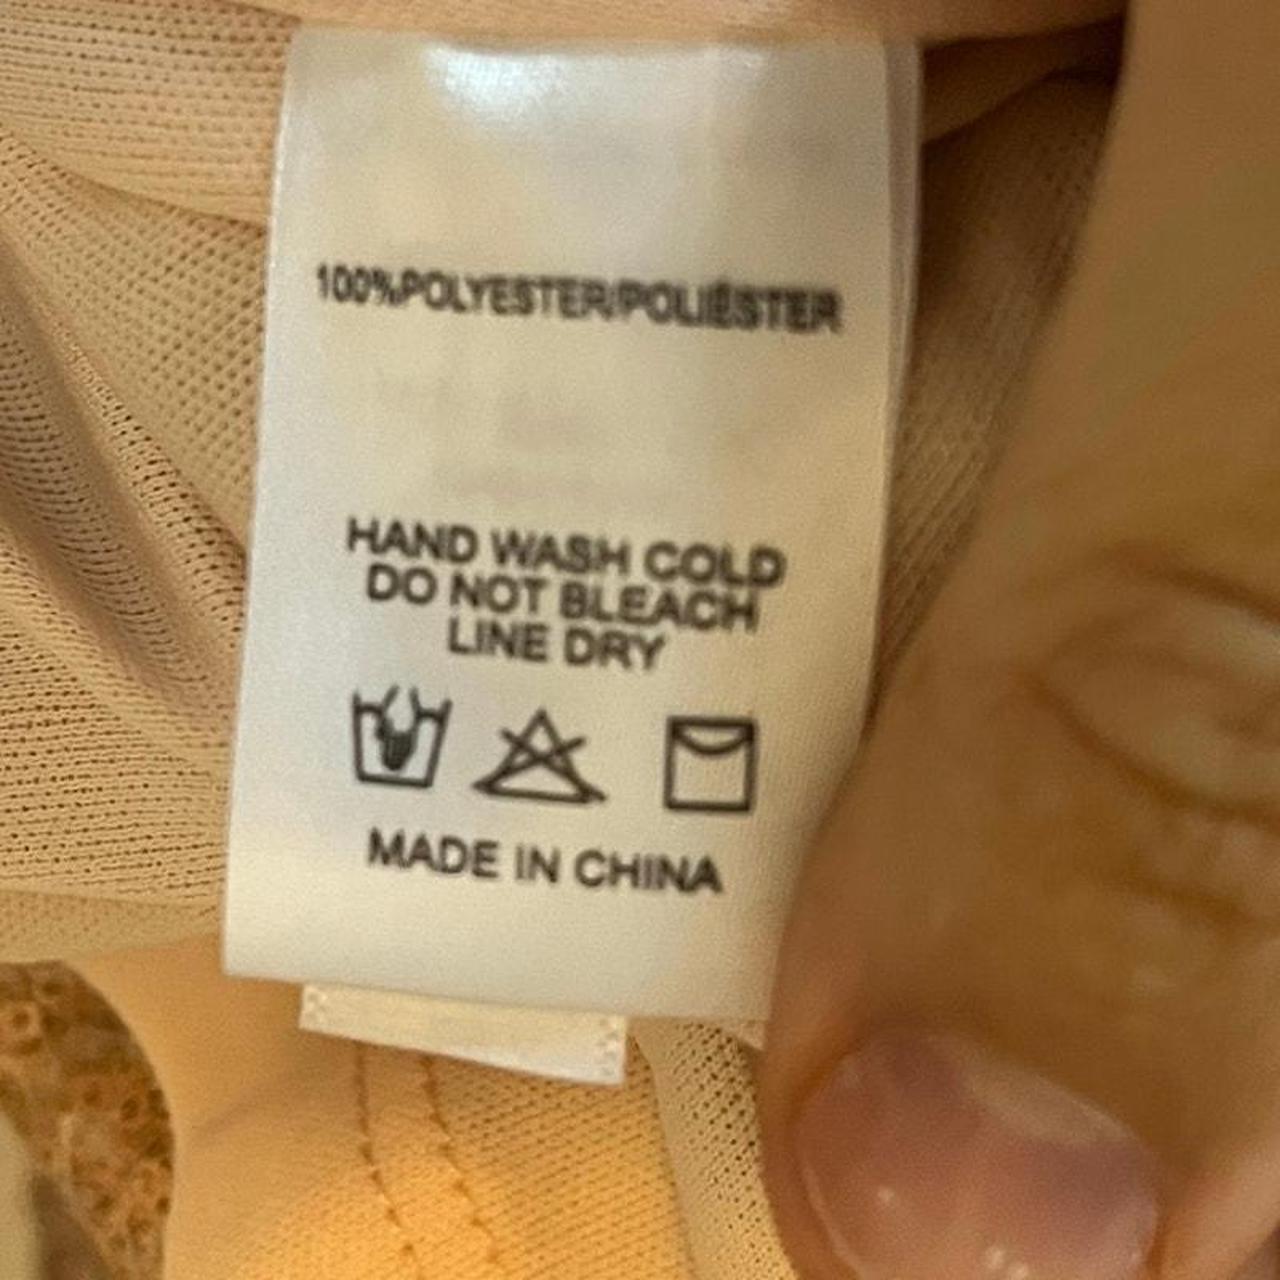 100%POLYESTER/POLIÉSTER
HAND WASH COLD
DO NOT BLEACH
LINE DRY
MADE IN CHINA